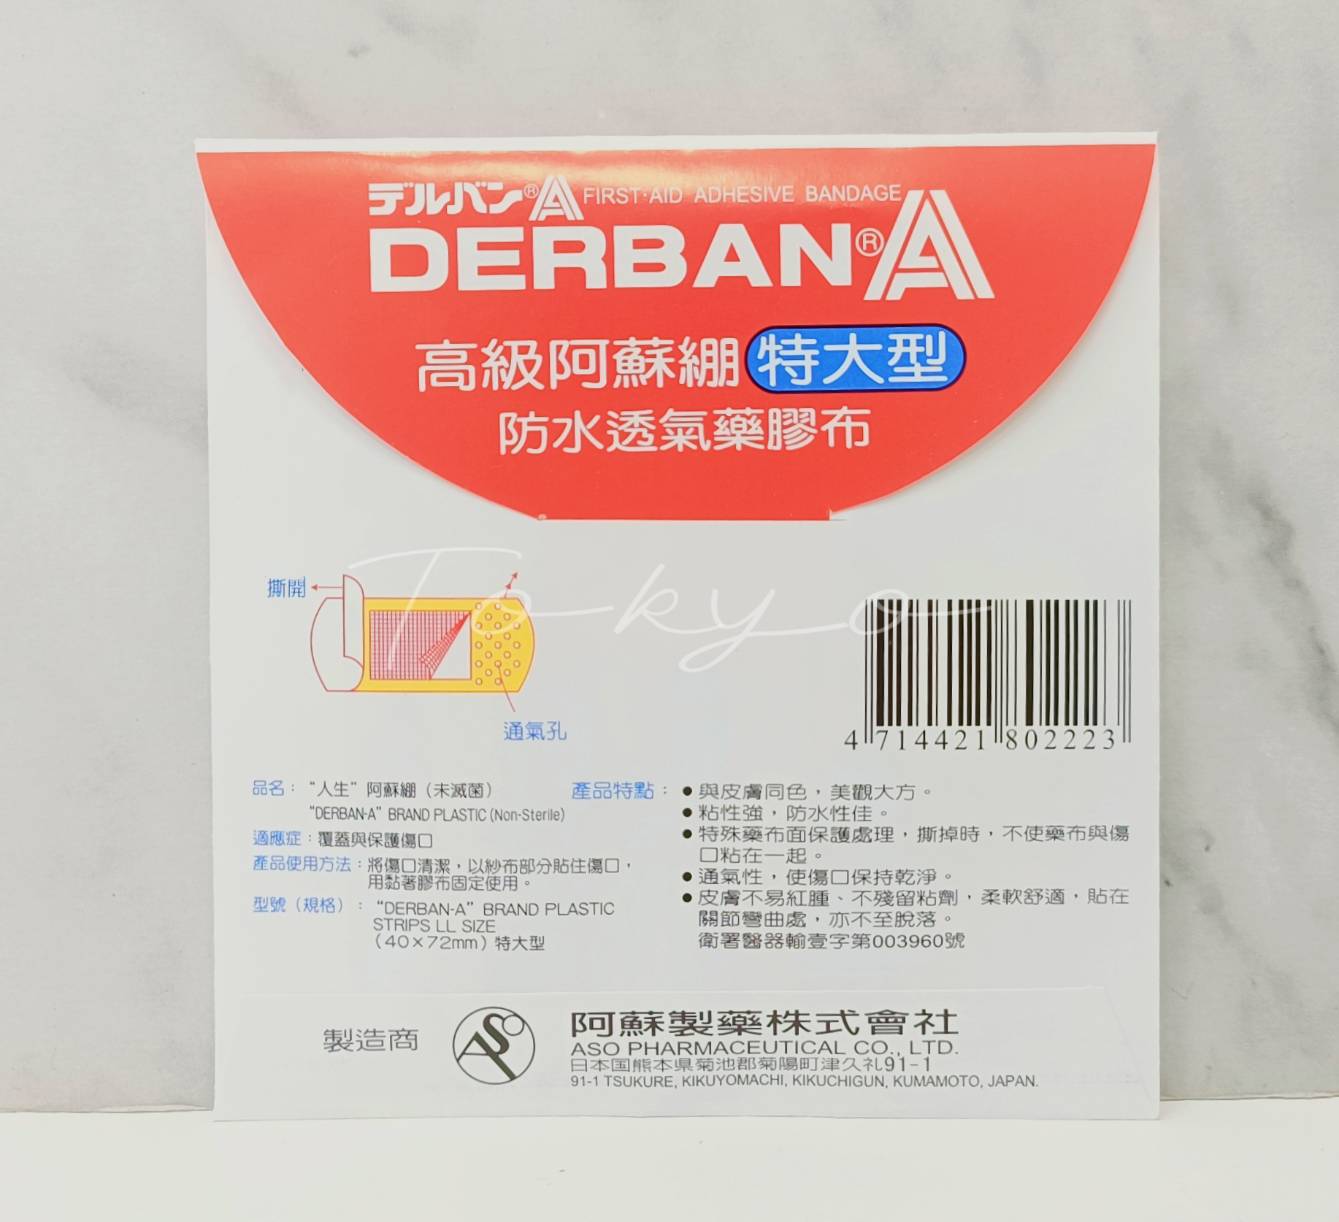 デルバン®A FIRST·AID ADHESIVE BANDAGE
DERBAN®A
高級阿蘇繃 特大型
防水透氣藥膠布
Tokyo
撕開
通氣孔
4 714421 802223
品名：“人生”阿蘇繃（未滅菌）
“DERBAN-A” BRAND PLASTIC (Non-Sterile)
適應症：覆蓋與保護傷口
產品使用方法：將傷口清潔，以紗布部分貼住傷口，
用黏著膠布固定使用。
型號（規格）：“DERBAN-A” BRAND PLASTIC
STRIPS LL SIZE
（40×72mm）特大型
產品特點：●與皮膚同色，美觀大方。
●粘性強，防水性佳。
●特殊藥布面保護處理，撕掉時，不使藥布與傷
口粘在一起。
●通氣性，使傷口保持乾淨。
●皮膚不易紅腫、不殘留粘劑，柔軟舒適，貼在
關節彎曲處，亦不至脫落。
衛署醫器輸壹字第003960號
製造商
ASO
阿蘇製藥株式會社
ASO PHARMACEUTICAL CO., LTD.
日本国熊本県菊池郡菊陽町津久礼91-1
91-1 TSUKURE, KIKUYOMACHI, KIKUCHIGUN, KUMAMOTO, JAPAN.